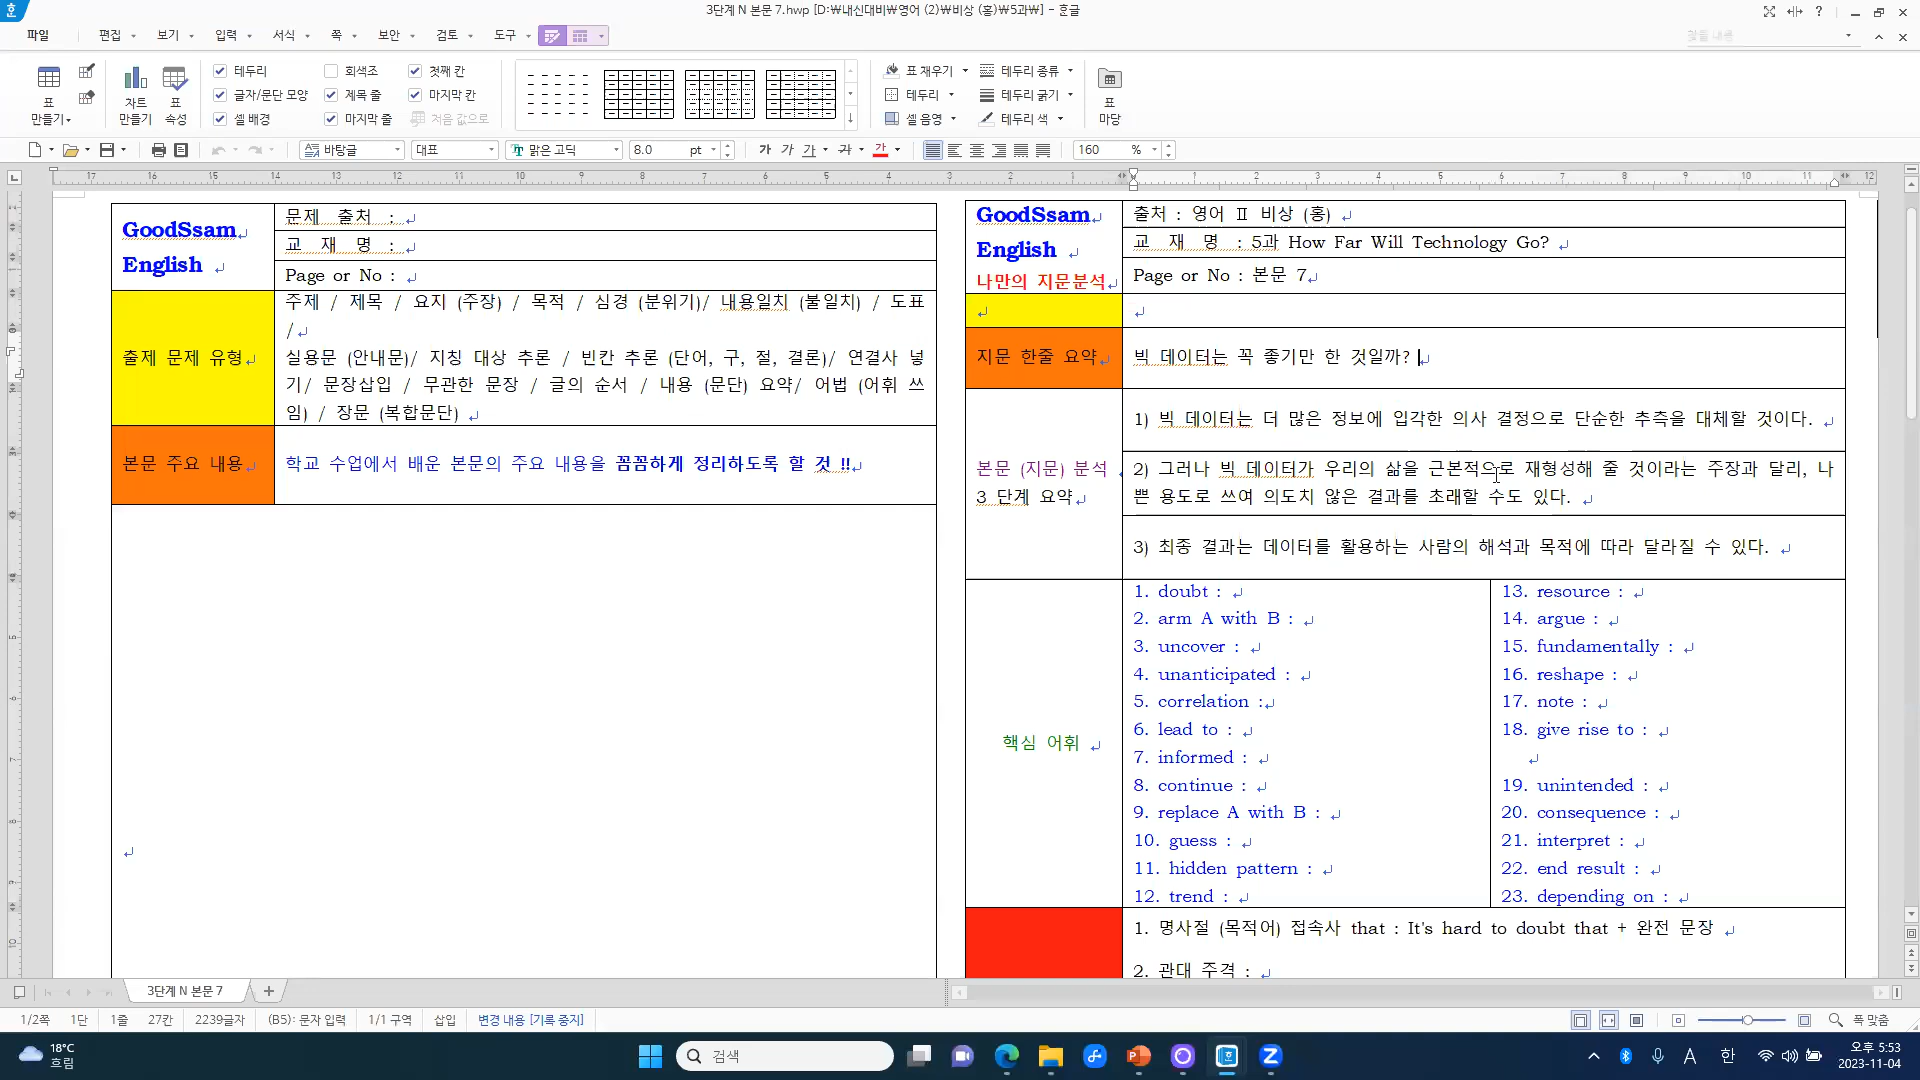 3단계 N 본문 7.hwp [D:\내신대비\영어 (2)\비상 (홍)\5과\] - 한글
파일 편집 보기 입력 서식 쪽 보안 검토 도구
찾을 내용
표 만들기
차트 만들기
표 속성
테두리 회색조 첫째 칸
글자/문단 모양 제목 줄 마지막 칸
셀 배경 마지막 줄 처음 값으로
표 채우기 테두리 종류
테두리 테두리 굵기
셀 음영 테두리 색
표 마당
바탕글 대표 맑은 고딕 8.0 pt 가 가 가 가 가 160 %
GoodSsam
English
문제 출처 :
교 재 명 :
Page or No :
출제 문제 유형
주제 / 제목 / 요지 (주장) / 목적 / 심경 (분위기)/ 내용일치 (불일치) / 도표
/
실용문 (안내문)/ 지칭 대상 추론 / 빈칸 추론 (단어, 구, 절, 결론)/ 연결사 넣
기/ 문장삽입 / 무관한 문장 / 글의 순서 / 내용 (문단) 요약/ 어법 (어휘 쓰
임) / 장문 (복합문단)
본문 주요 내용
학교 수업에서 배운 본문의 주요 내용을 꼼꼼하게 정리하도록 할 것 !!
GoodSsam
English
나만의 지문분석
출처 : 영어 Ⅱ 비상 (홍)
교 재 명 : 5과 How Far Will Technology Go?
Page or No : 본문 7
지문 한줄 요약
빅 데이터는 꼭 좋기만 한 것일까?
본문 (지문) 분석
3 단계 요약
1) 빅 데이터는 더 많은 정보에 입각한 의사 결정으로 단순한 추측을 대체할 것이다.
2) 그러나 빅 데이터가 우리의 삶을 근본적으로 재형성해 줄 것이라는 주장과 달리, 나
쁜 용도로 쓰여 의도치 않은 결과를 초래할 수도 있다.
3) 최종 결과는 데이터를 활용하는 사람의 해석과 목적에 따라 달라질 수 있다.
핵심 어휘
1. doubt :
2. arm A with B :
3. uncover :
4. unanticipated :
5. correlation :
6. lead to :
7. informed :
8. continue :
9. replace A with B :
10. guess :
11. hidden pattern :
12. trend :
13. resource :
14. argue :
15. fundamentally :
16. reshape :
17. note :
18. give rise to :
19. unintended :
20. consequence :
21. interpret :
22. end result :
23. depending on :
1. 명사절 (목적어) 접속사 that : It's hard to doubt that + 완전 문장
2. 관대 주격 :
3단계 N 본문 7
1/2쪽 1단 1줄 27칸 2239글자 (B5): 문자 입력 1/1 구역 삽입 변경 내용 [기록 중지] 폭 맞춤
18°C
흐림
검색
A 한
오후 5:53
2023-11-04